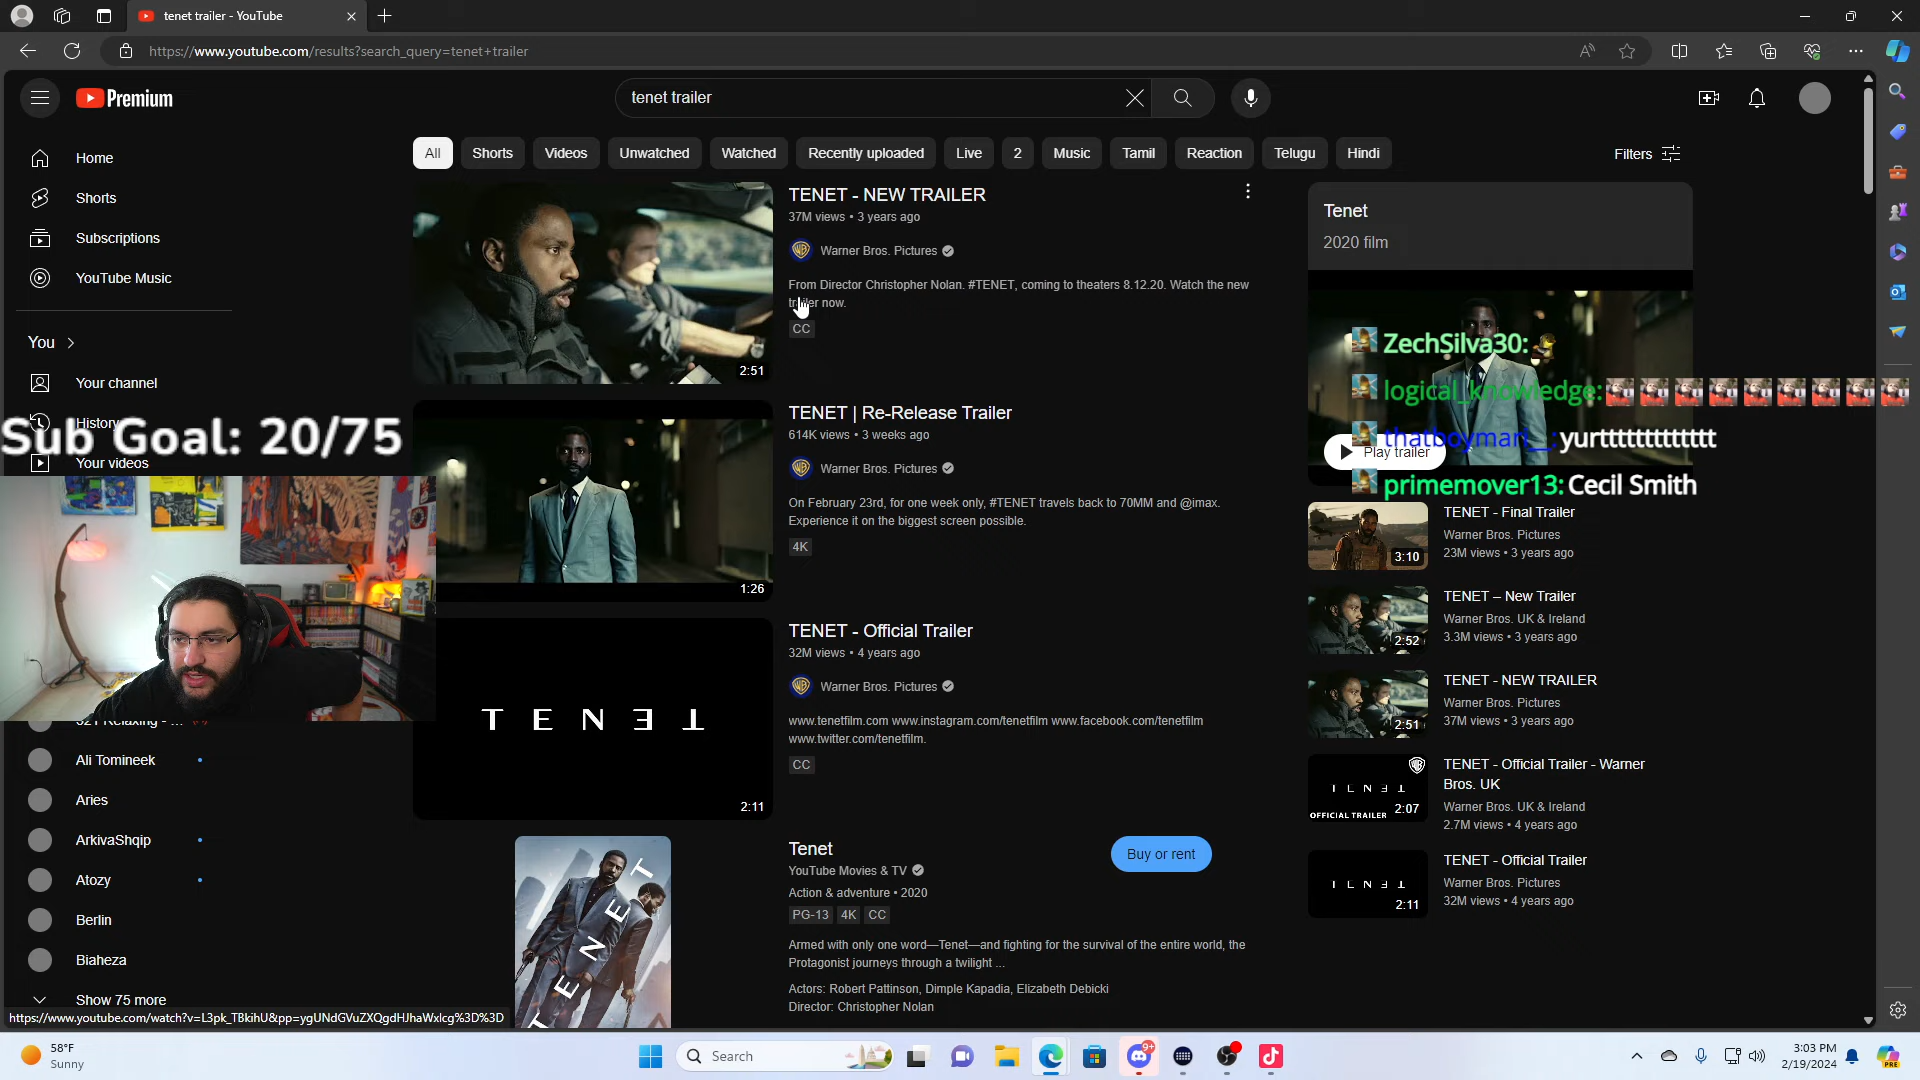 tenet trailer - YouTube
https://www.youtube.com/results?search_query=tenet+trailer
Premium
tenet trailer
All
Shorts
Videos
Unwatched
Watched
Recently uploaded
Live
2
Music
Tamil
Reaction
Telugu
Hindi
Filters
Home
Shorts
Subscriptions
YouTube Music
You
Your channel
History
Your videos
Sub Goal: 20/75
Ali Tomineek
Aries
ArkivaShqip
Atozy
Berlin
Biaheza
Show 75 more
https://www.youtube.com/watch?v=L3pk_TBkihU&pp=ygUNdGVuZXQgdHJhaWxlcg%3D%3D
2:51
TENET - NEW TRAILER
37M views • 3 years ago
Warner Bros. Pictures
From Director Christopher Nolan. #TENET, coming to theaters 8.12.20. Watch the new
trailer now.
CC
1:26
TENET | Re-Release Trailer
614K views • 3 weeks ago
Warner Bros. Pictures
On February 23rd, for one week only, #TENET travels back to 70MM and @imax.
Experience it on the biggest screen possible.
4K
TENET
2:11
TENET - Official Trailer
32M views • 4 years ago
Warner Bros. Pictures
www.tenetfilm.com www.instagram.com/tenetfilm www.facebook.com/tenetfilm
www.twitter.com/tenetfilm.
CC
TENET
Tenet
YouTube Movies & TV
Action & adventure • 2020
PG-13 4K CC
Armed with only one word—Tenet—and fighting for the survival of the entire world, the
Protagonist journeys through a twilight ...
Actors: Robert Pattinson, Dimple Kapadia, Elizabeth Debicki
Director: Christopher Nolan
Buy or rent
Tenet
2020 film
ZechSilva30:
logical_knowledge:
yurttttttttttttt
Play trailer
primemover13: Cecil Smith
3:10
TENET - Final Trailer
Warner Bros. Pictures
23M views • 3 years ago
2:52
TENET – New Trailer
Warner Bros. UK & Ireland
3.3M views • 3 years ago
2:51
TENET - NEW TRAILER
Warner Bros. Pictures
37M views • 3 years ago
TENET
OFFICIAL TRAILER 2:07
TENET - Official Trailer - Warner
Bros. UK
Warner Bros. UK & Ireland
2.7M views • 4 years ago
TENET
2:11
TENET - Official Trailer
Warner Bros. Pictures
32M views • 4 years ago
58°F
Sunny
Search
9+
3:03 PM
2/19/2024
PRE